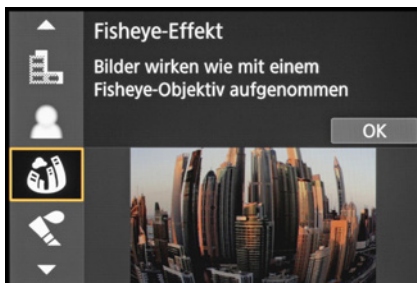 Fisheye-Effekt
Bilder wirken wie mit einem
Fisheye-Objektiv aufgenommen
OK